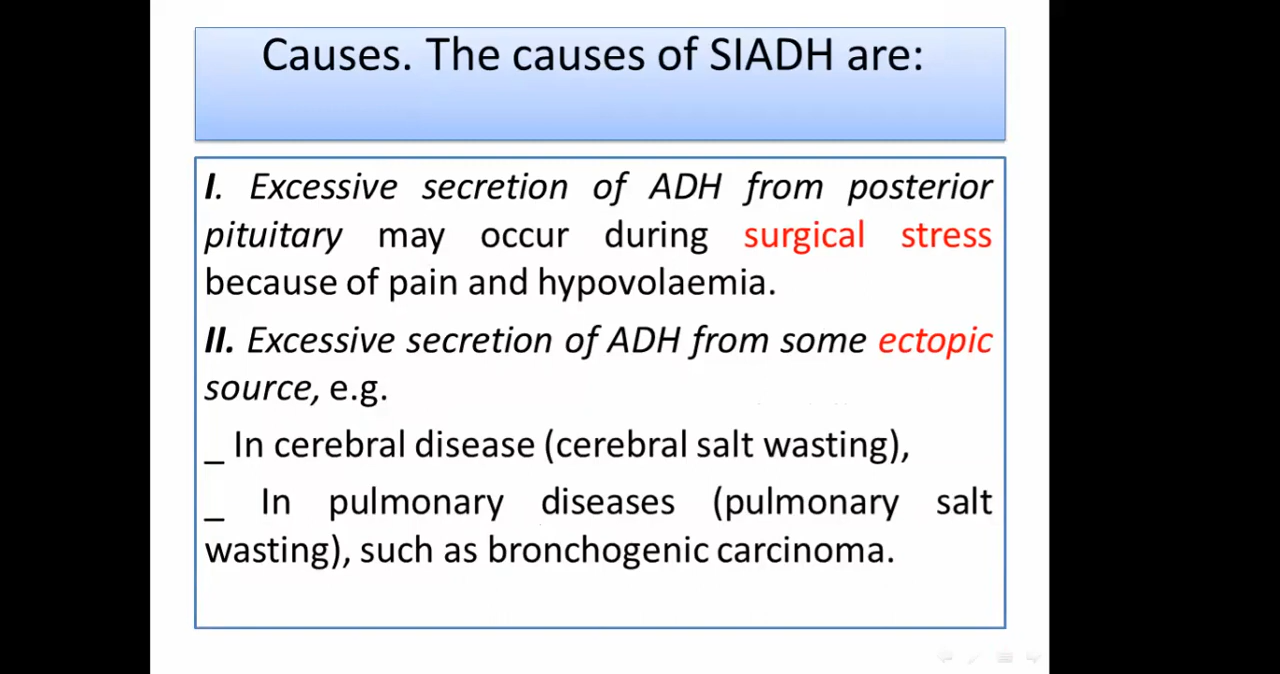 Causes. The causes of SIADH are:
I. Excessive secretion of ADH from posterior
pituitary may occur during surgical stress
because of pain and hypovolaemia.
II. Excessive secretion of ADH from some ectopic
source, e.g.
_ In cerebral disease (cerebral salt wasting),
_ In pulmonary diseases (pulmonary salt
wasting), such as bronchogenic carcinoma.